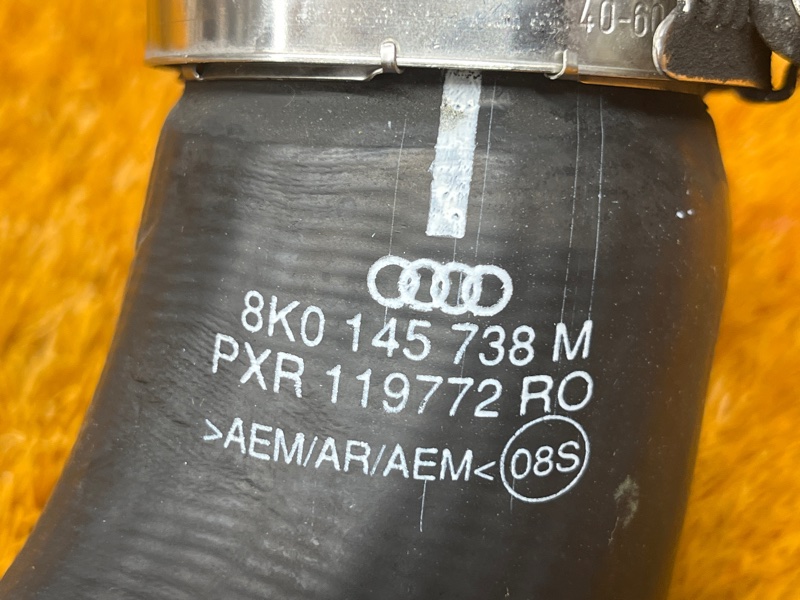 40-60
8K0 145 738 M
PXR 119772 RO
>AEM/AR/AEM< 08S